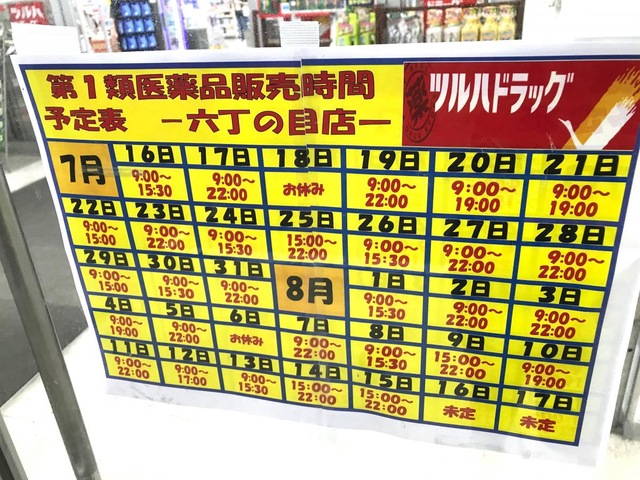 第1類医薬品販売時間
予定表 ー六丁の目店ー
ツルハドラッグ
7月 16日 17日 18日 19日 20日 21日
9:00〜15:30 9:00〜22:00 お休み 9:00〜22:00 9:00〜19:00 9:00〜19:00
22日 23日 24日 25日 26日 27日 28日
9:00〜15:00 9:00〜22:00 9:00〜15:30 15:00〜22:00 9:00〜15:30 9:00〜22:00 9:00〜22:00
29日 30日 31日 8月 1日 2日 3日
9:00〜15:30 9:00〜15:30 9:00〜22:00 9:00〜15:30 9:00〜22:00 9:00〜22:00
4日 5日 6日 7日 8日 9日 10日
9:00〜19:00 9:00〜22:00 お休み 9:00〜22:00 9:00〜22:00 15:00〜22:00 9:00〜19:00
11日 12日 13日 14日 15日 16日 17日
9:00〜22:00 9:00〜17:00 9:00〜15:30 15:00〜22:00 15:00〜22:00 未定 未定